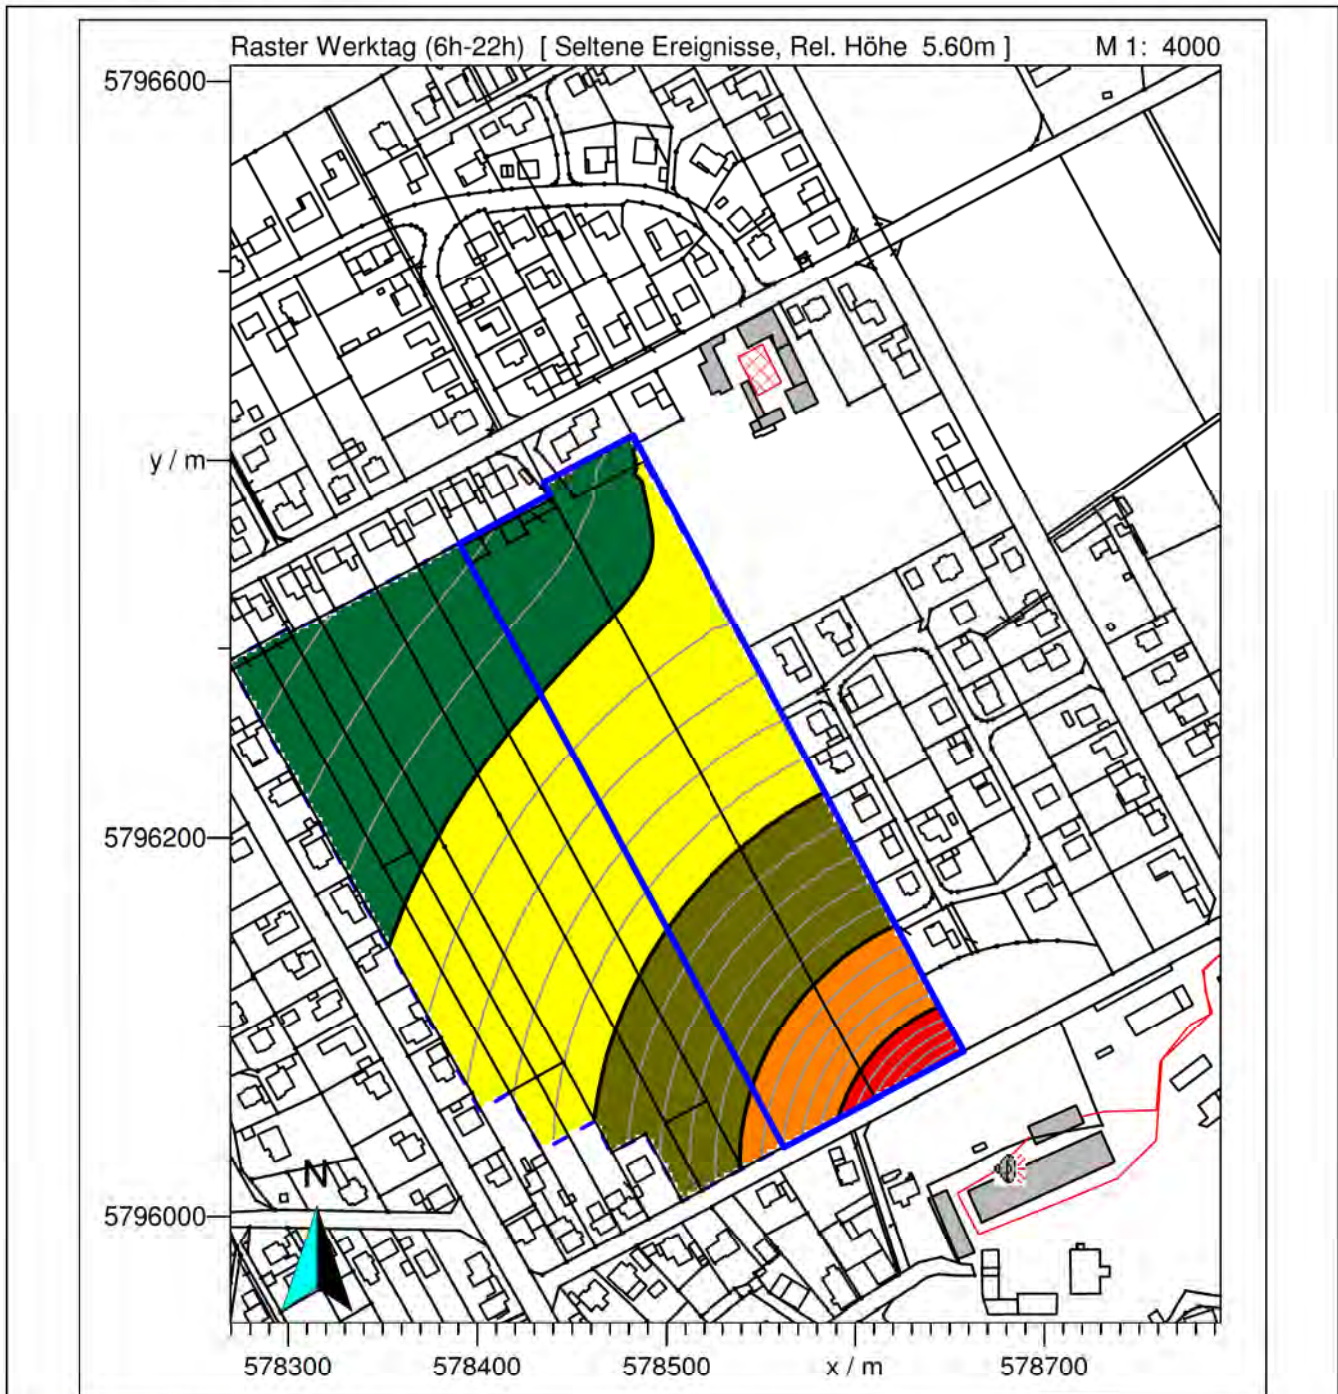 Raster Werktag (6h-22h) [ Seltene Ereignisse, Rel. Höhe 5.60m ] M 1: 4000
5796600
y / m
5796200
5796000
N
578300 578400 578500 x / m 578700